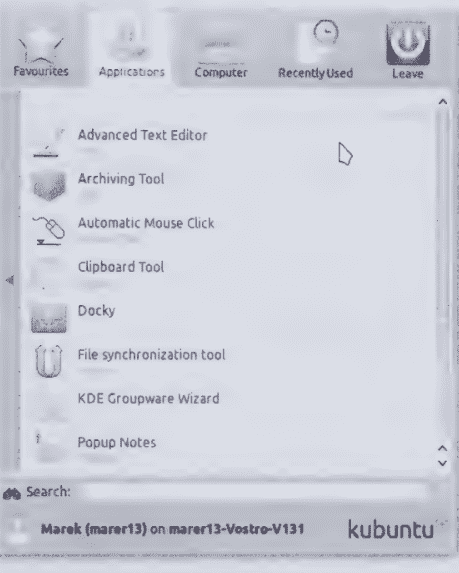 Favourites
Applications
Computer
Recently Used
Leave
Advanced Text Editor
Archiving Tool
Automatic Mouse Click
Clipboard Tool
Docky
File synchronization tool
KDE Groupware Wizard
Popup Notes
Search:
Marek (marer13) on marer13-Vostro-V131
kubuntu